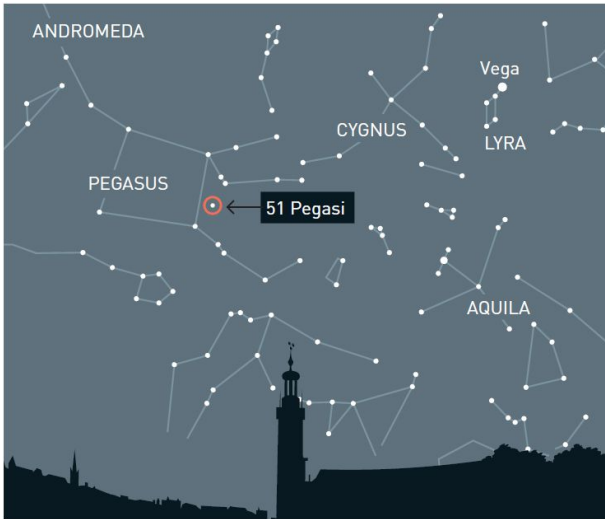 ANDROMEDA
Vega
CYGNUS
LYRA
PEGASUS
51 Pegasi
AQUILA